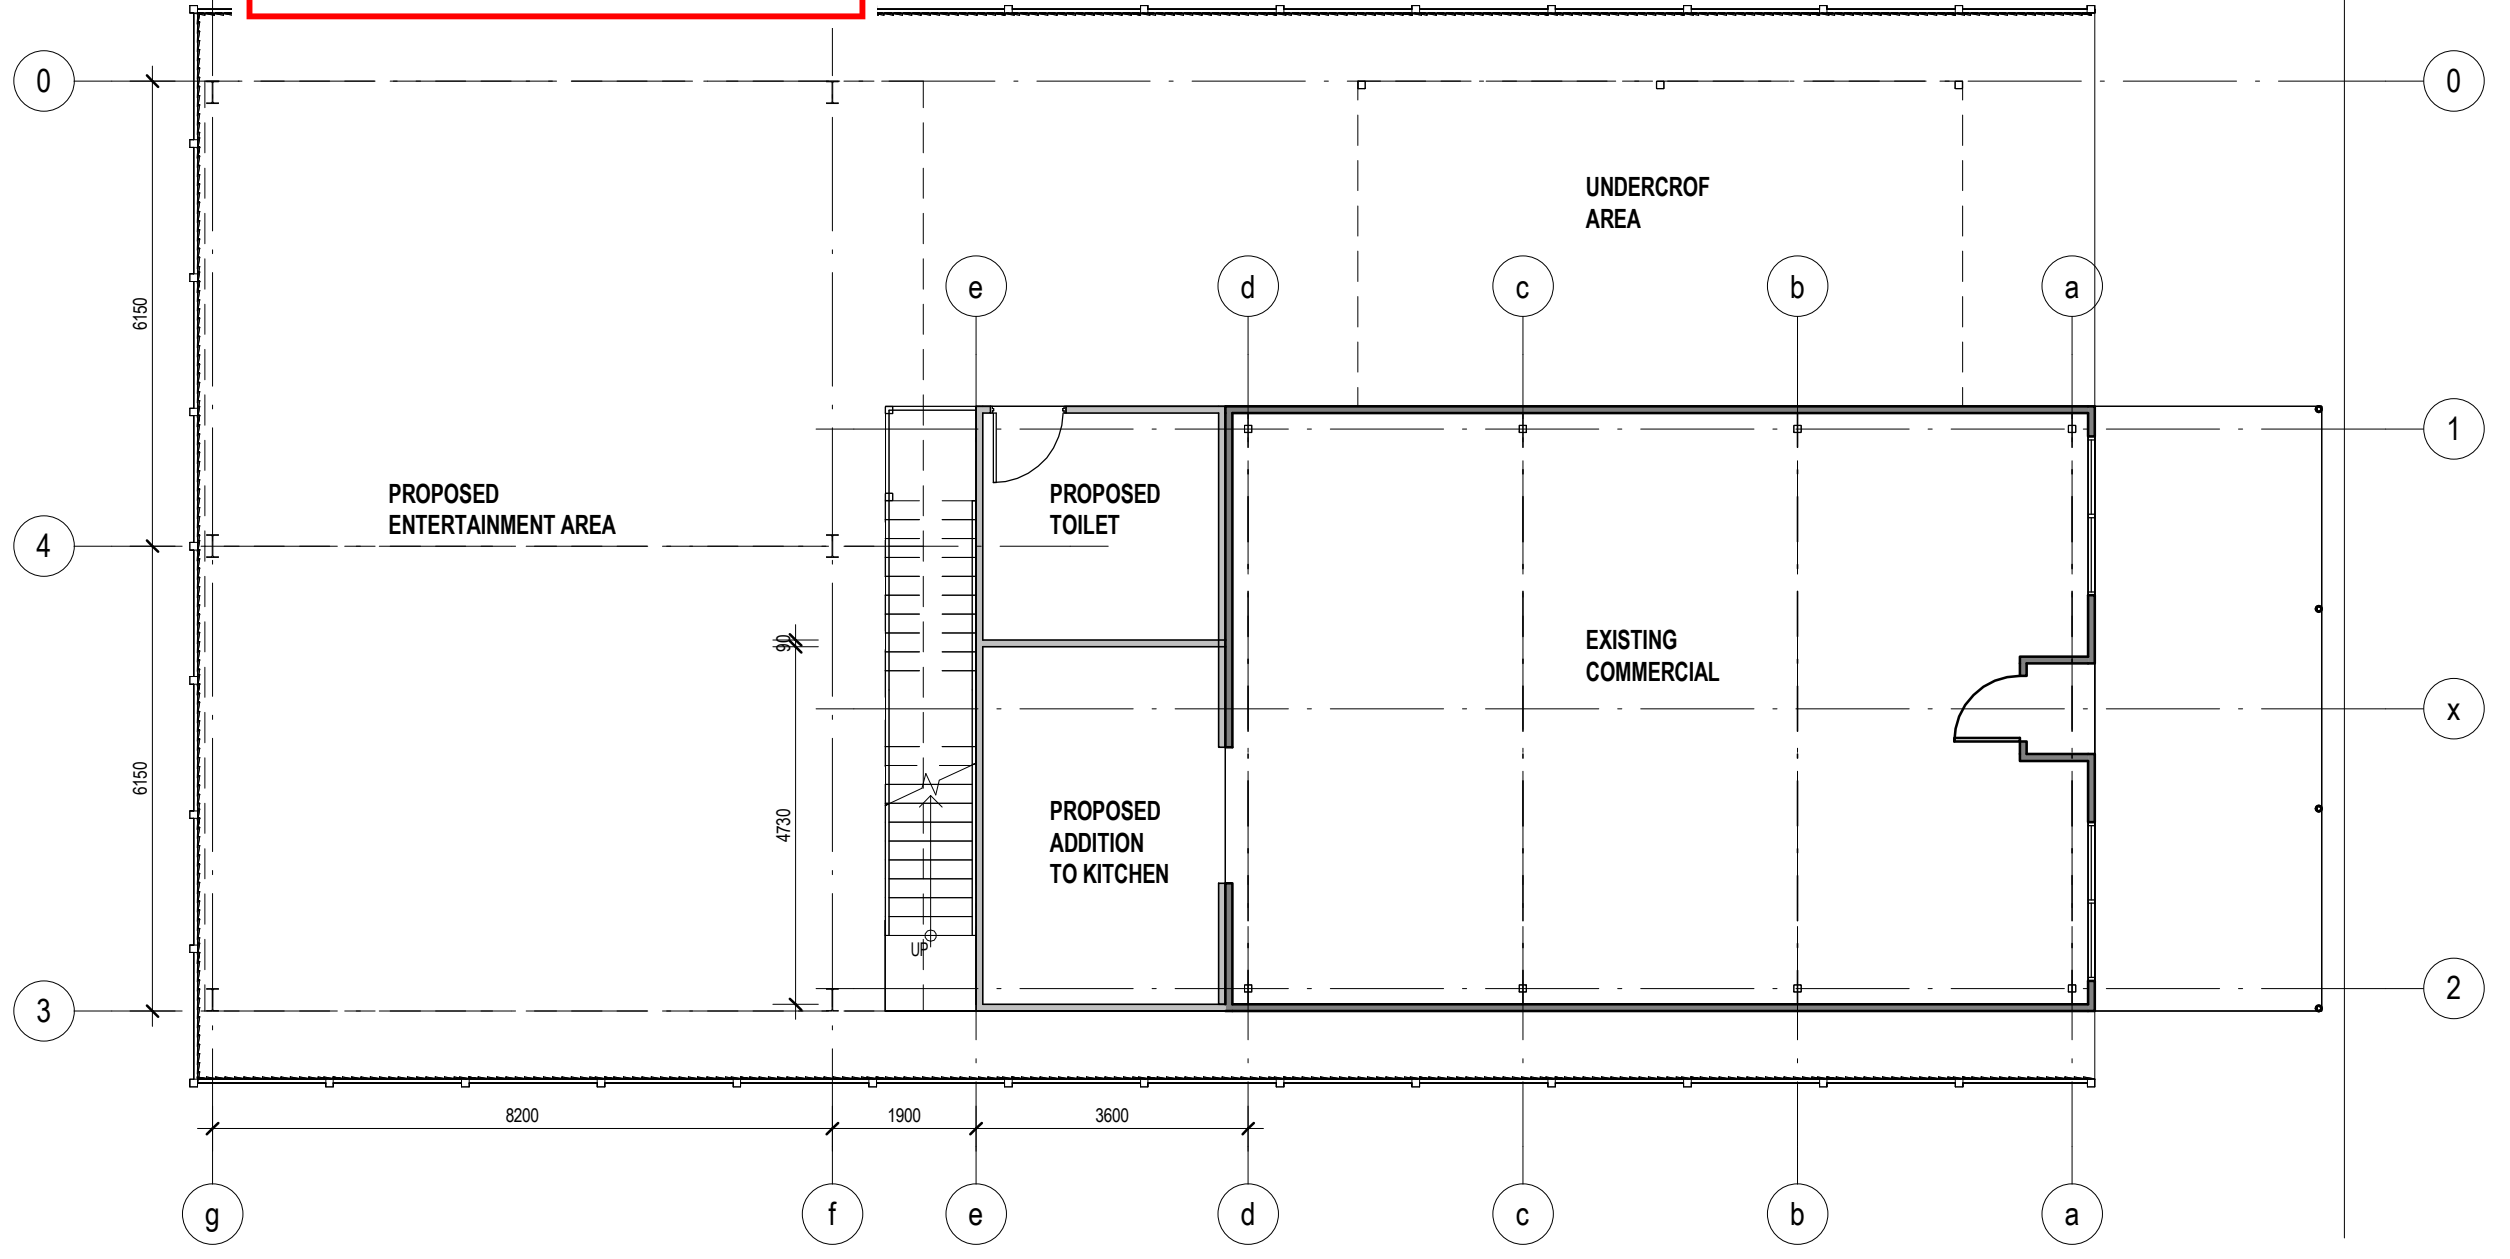 0
0
UNDERCROF
AREA
e
d
c
b
a
6150
1
PROPOSED
ENTERTAINMENT AREA
PROPOSED
TOILET
4
90
EXISTING
COMMERCIAL
x
6150
4730
PROPOSED
ADDITION
TO KITCHEN
UP
3
2
8200
1900
3600
g
f
e
d
c
b
a